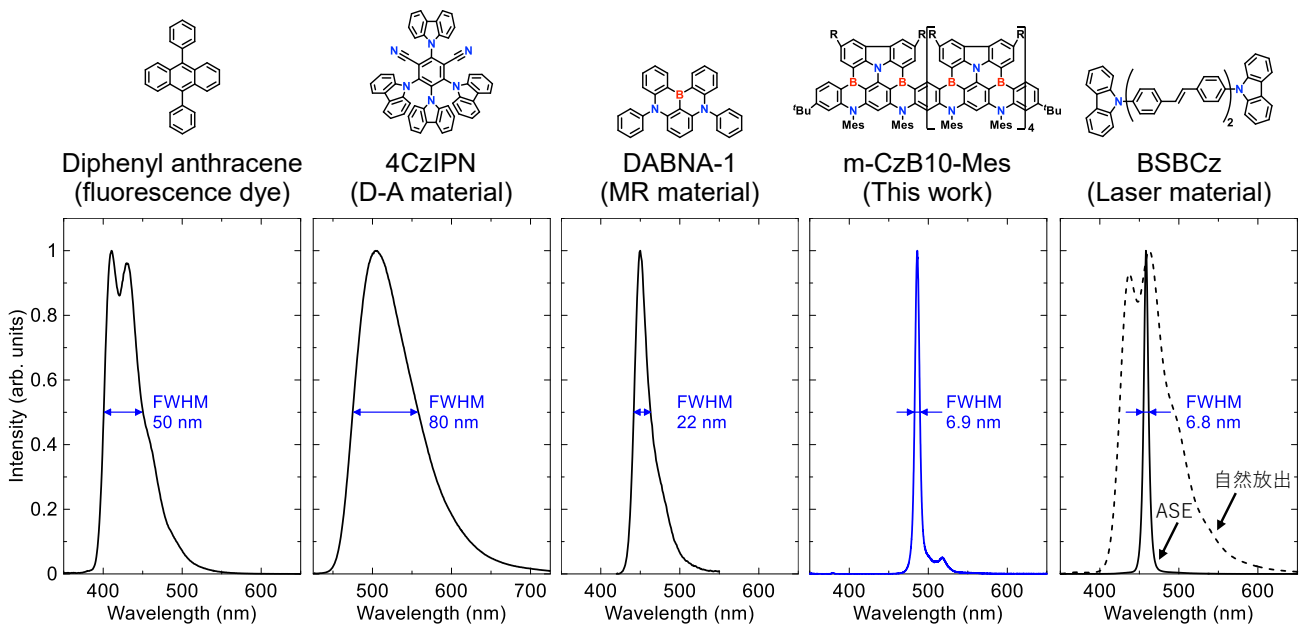 N
CN
CN
N
N
N
B
N
N
R
R
R
R
N
N
B
B
B
B
tBu
N
N
N
N
tBu
Mes
Mes
Mes
Mes
4
N
2
N
Diphenyl anthracene
(fluorescence dye)
4CzIPN
(D-A material)
DABNA-1
(MR material)
m-CzB10-Mes
(This work)
BSBCz
(Laser material)
Intensity (arb. units)
1
0.8
0.6
0.4
0.2
0
FWHM
50 nm
400
500
600
Wavelength (nm)
FWHM
80 nm
500
600
700
Wavelength (nm)
FWHM
22 nm
400
500
600
Wavelength (nm)
FWHM
6.9 nm
400
500
600
Wavelength (nm)
FWHM
6.8 nm
自然放出
ASE
400
500
600
Wavelength (nm)